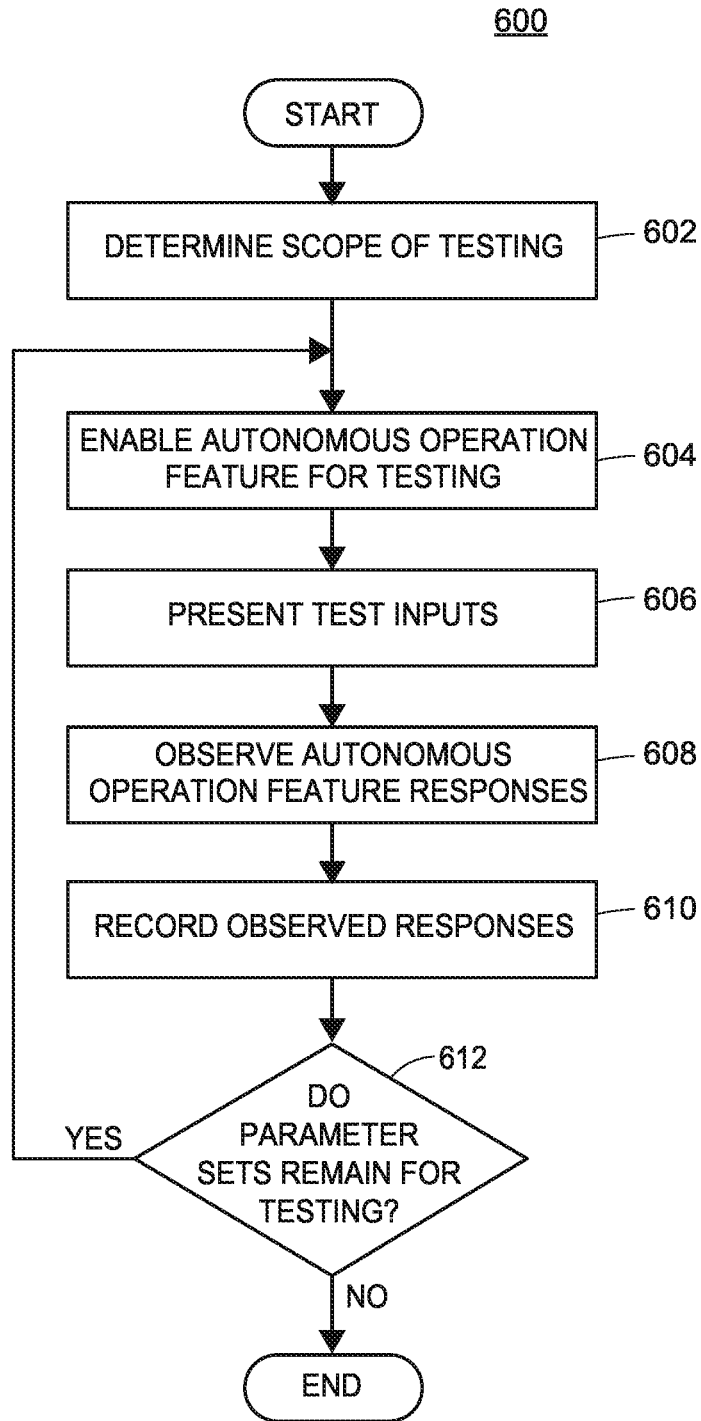 600
START
DETERMINE SCOPE OF TESTING
602
ENABLE AUTONOMOUS OPERATION
FEATURE FOR TESTING
604
PRESENT TEST INPUTS
606
OBSERVE AUTONOMOUS
OPERATION FEATURE RESPONSES
608
RECORD OBSERVED RESPONSES
610
612
DO
PARAMETER
SETS REMAIN FOR
TESTING?
YES
NO
END